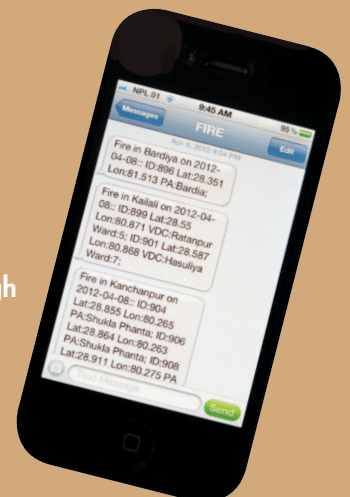 gh
NPL 01 9:45 AM 95%
Messages FIRE Edit
Apr 8, 2012 4:54 PM
Fire in Bardiya on 2012-
04-08:: ID:896 Lat:28.351
Lon:81.513 PA:Bardia;
Fire in Kailali on 2012-04-
08:: ID:899 Lat:28.55
Lon:80.871 VDC:Ratanpur
Ward:5; ID:901 Lat:28.587
Lon:80.868 VDC:Hasuliya
Ward:7;
Fire in Kanchanpur on
2012-04-08:: ID:904
Lat:28.855 Lon:80.265
PA:Shukla Phanta; ID:906
Lat:28.864 Lon:80.263
PA:Shukla Phanta; ID:908
Lat:28.911 Lon:80.275 PA
Text Message Send